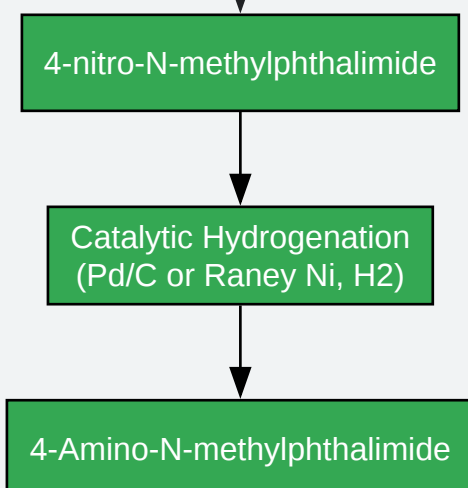 4-nitro-N-methylphthalimide
Catalytic Hydrogenation
(Pd/C or Raney Ni, H2)
4-Amino-N-methylphthalimide